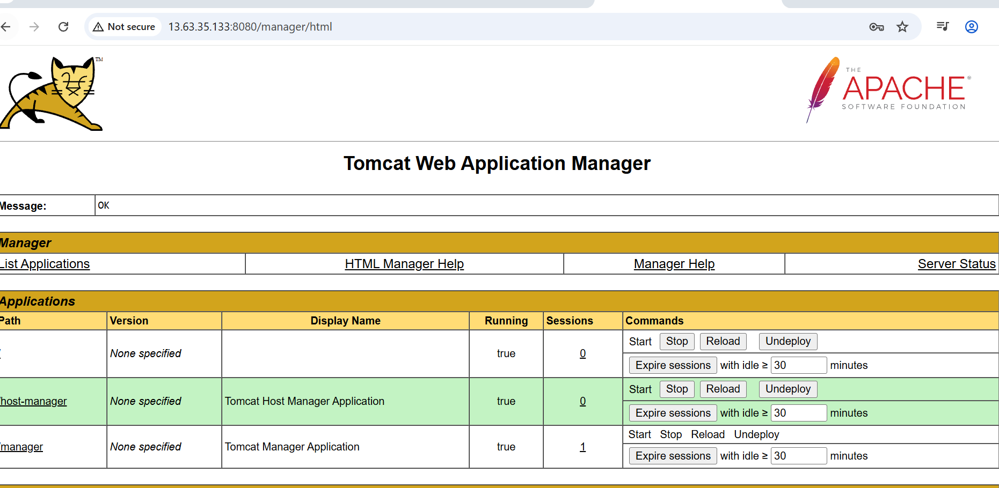 Not secure 13.63.35.133:8080/manager/html
TM
THE
APACHE®
SOFTWARE FOUNDATION
Tomcat Web Application Manager
Message: OK
Manager
List Applications HTML Manager Help Manager Help Server Status
Applications
Path Version Display Name Running Sessions Commands
Start Stop Reload Undeploy
/ None specified true 0
Expire sessions with idle ≥ 30 minutes
Start Stop Reload Undeploy
/host-manager None specified Tomcat Host Manager Application true 0
Expire sessions with idle ≥ 30 minutes
Start Stop Reload Undeploy
/manager None specified Tomcat Manager Application true 1
Expire sessions with idle ≥ 30 minutes